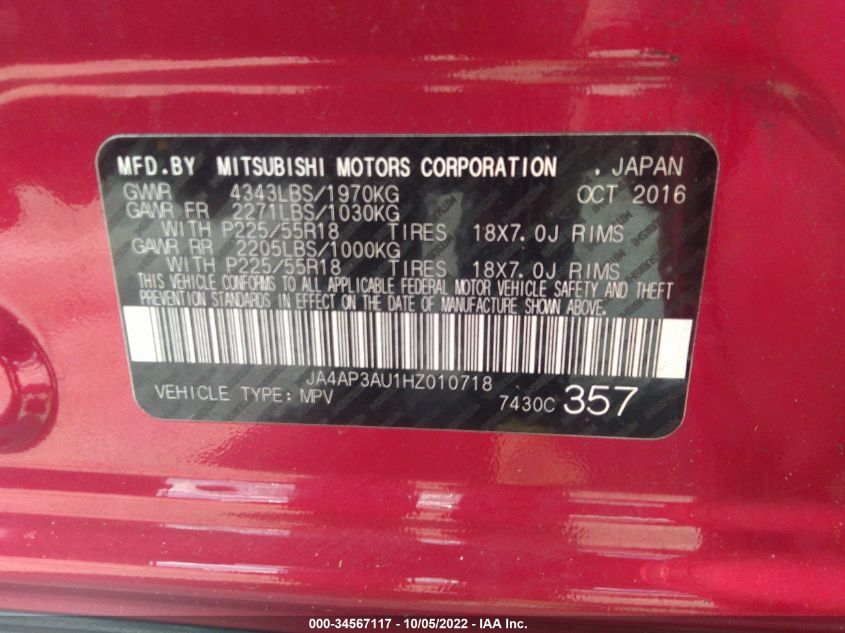 MFD.BY MITSUBISHI MOTORS CORPORATION . JAPAN
GVWR 4343LBS/1970KG OCT 2016
GAWR FR 2271LBS/1030KG
WITH P225/55R18 TIRES 18X7.0J RIMS
GAWR RR 2205LBS/1000KG
WITH P225/55R18 TIRES 18X7.0J RIMS
THIS VEHICLE CONFORMS TO ALL APPLICABLE FEDERAL MOTOR VEHICLE SAFETY AND THEFT
PREVENTION STANDARDS IN EFFECT ON THE DATE OF MANUFACTURE SHOWN ABOVE.
JA4AP3AU1HZ010718
VEHICLE TYPE: MPV 7430C 357
000-34567117 - 10/05/2022 - IAA Inc.